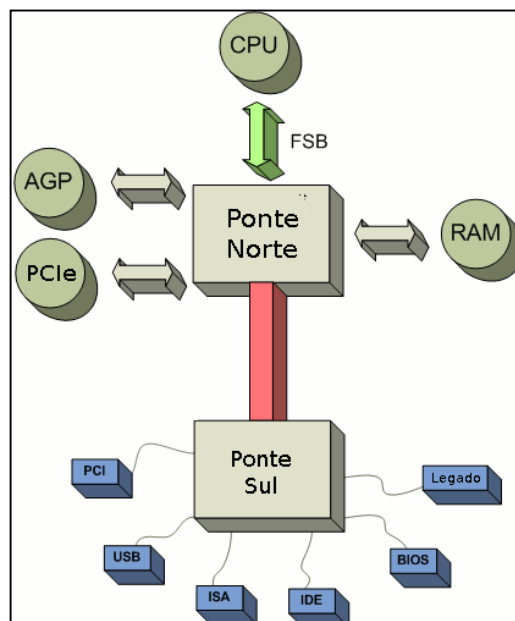 CPU
FSB
AGP
Ponte
Norte
RAM
PCIe
Ponte
Sul
PCI
Legado
USB
BIOS
ISA
IDE